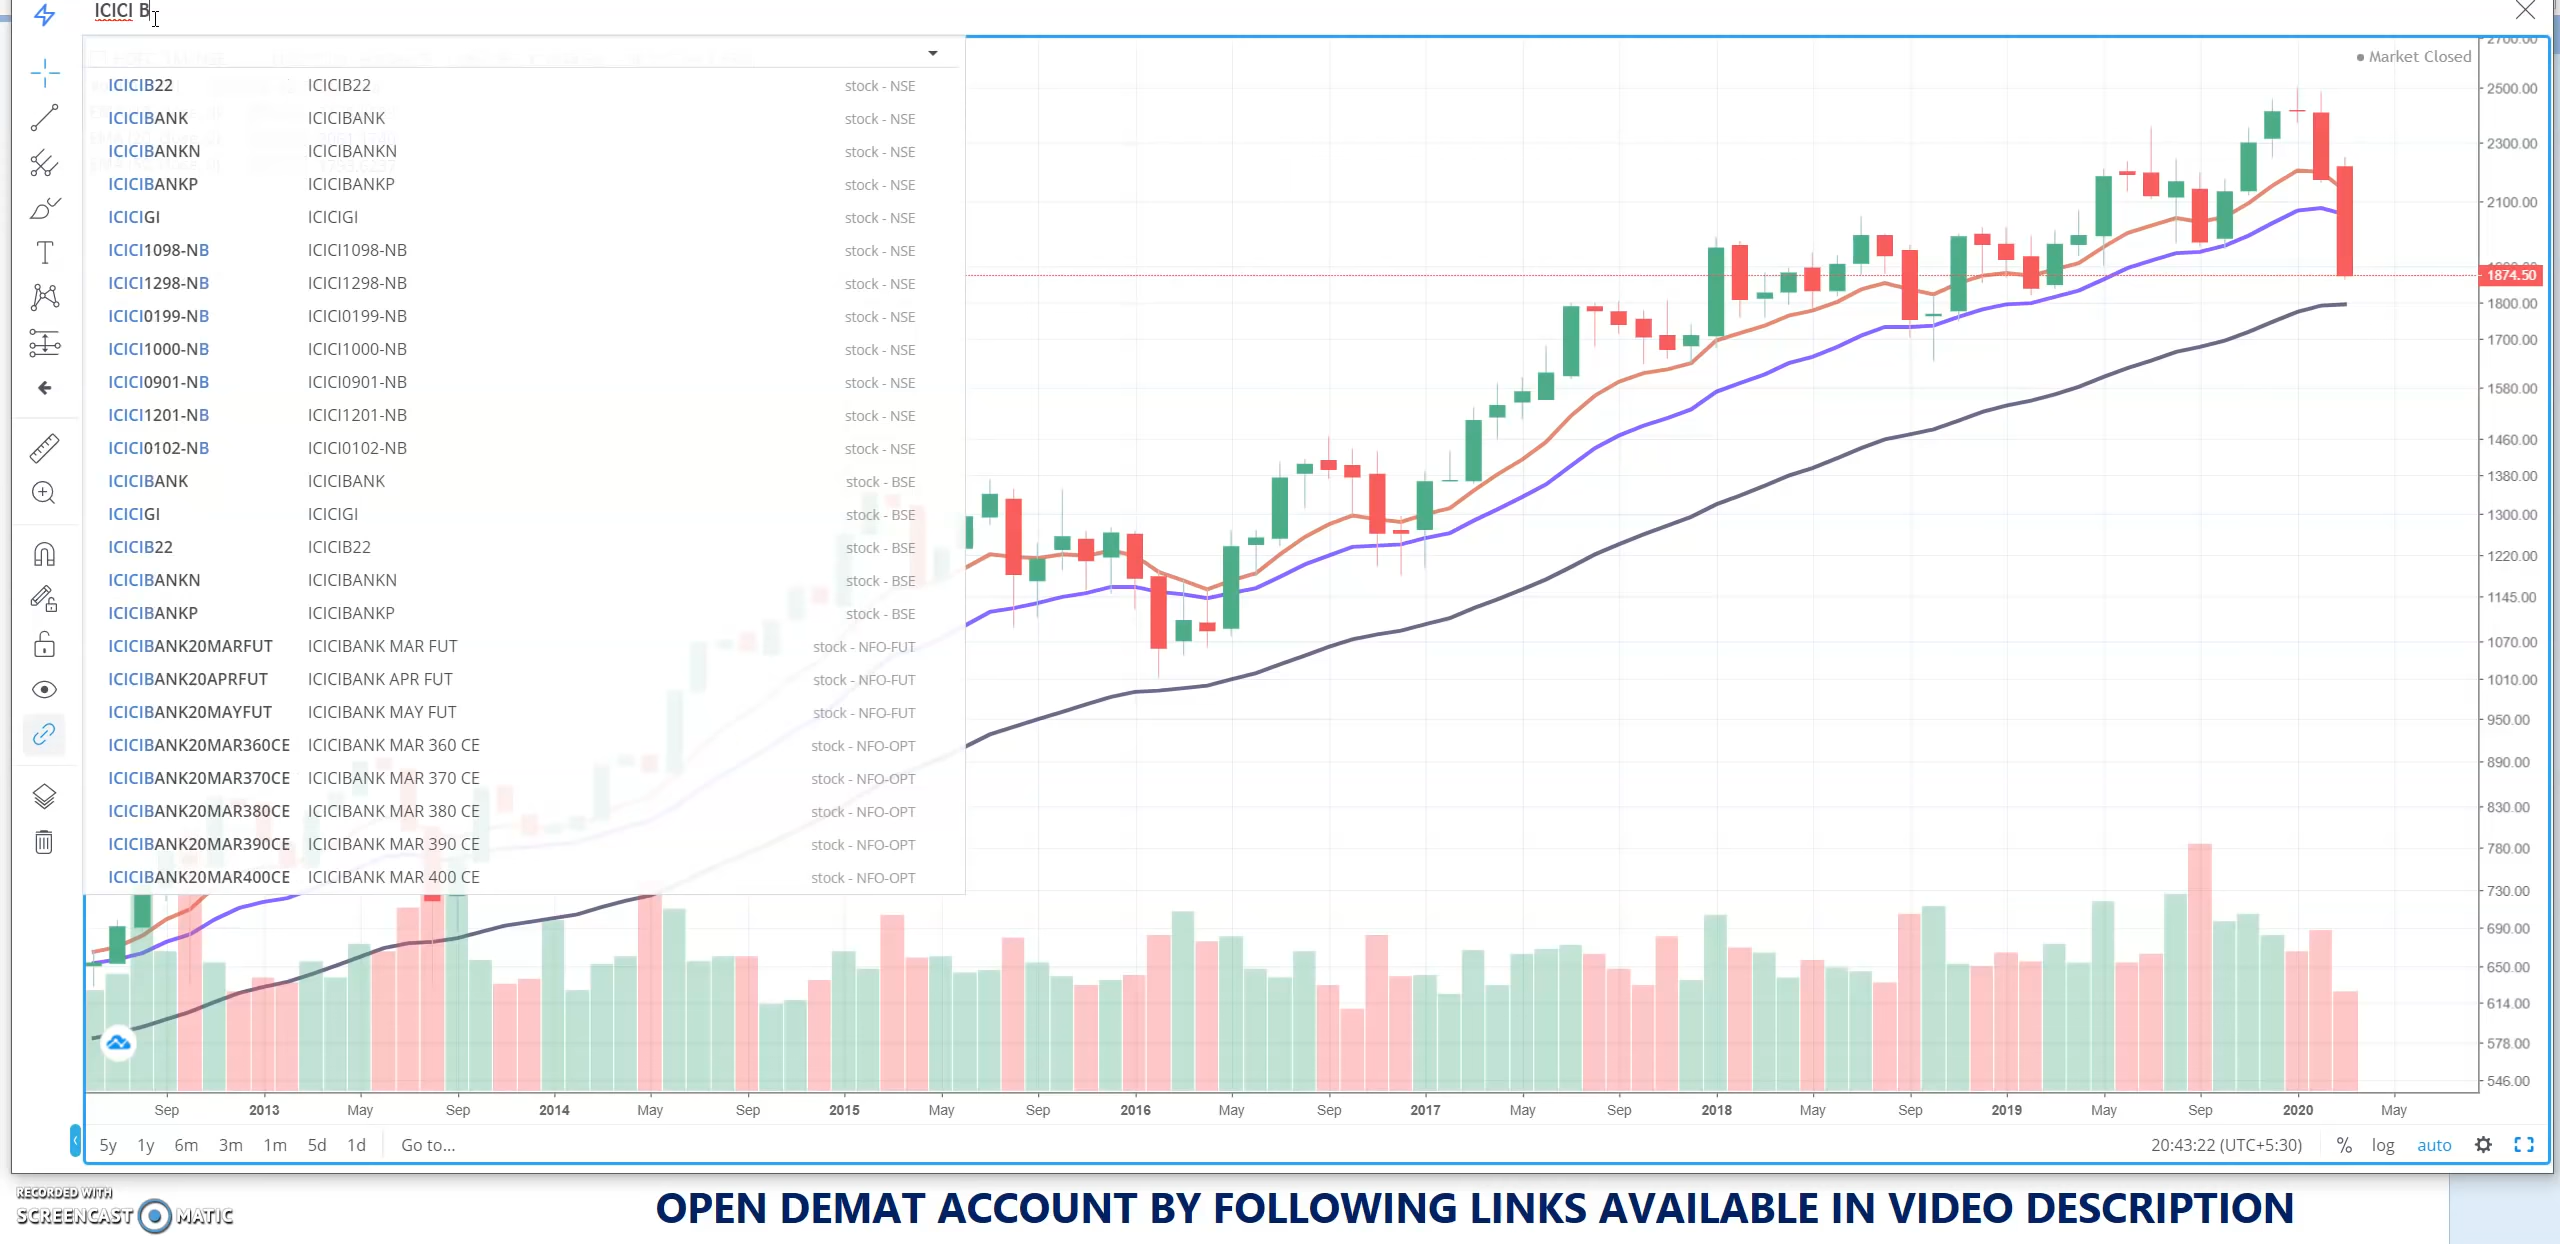 ICICI B
Market Closed
ICICIB22 ICICIB22 stock - NSE
ICICIBANK ICICIBANK stock - NSE
ICICIBANKN ICICIBANKN stock - NSE
ICICIBANKP ICICIBANKP stock - NSE
ICICIGI ICICIGI stock - NSE
ICICI1098-NB ICICI1098-NB stock - NSE
ICICI1298-NB ICICI1298-NB stock - NSE
ICICI0199-NB ICICI0199-NB stock - NSE
ICICI1000-NB ICICI1000-NB stock - NSE
ICICI0901-NB ICICI0901-NB stock - NSE
ICICI1201-NB ICICI1201-NB stock - NSE
ICICI0102-NB ICICI0102-NB stock - NSE
ICICIBANK ICICIBANK stock - BSE
ICICIGI ICICIGI stock - BSE
ICICIB22 ICICIB22 stock - BSE
ICICIBANKN ICICIBANKN stock - BSE
ICICIBANKP ICICIBANKP stock - BSE
ICICIBANK20MARFUT ICICIBANK MAR FUT stock - NFO-FUT
ICICIBANK20APRFUT ICICIBANK APR FUT stock - NFO-FUT
ICICIBANK20MAYFUT ICICIBANK MAY FUT stock - NFO-FUT
ICICIBANK20MAR360CE ICICIBANK MAR 360 CE stock - NFO-OPT
ICICIBANK20MAR370CE ICICIBANK MAR 370 CE stock - NFO-OPT
ICICIBANK20MAR380CE ICICIBANK MAR 380 CE stock - NFO-OPT
ICICIBANK20MAR390CE ICICIBANK MAR 390 CE stock - NFO-OPT
ICICIBANK20MAR400CE ICICIBANK MAR 400 CE stock - NFO-OPT
2700.00
2500.00
2300.00
2100.00
1874.50
1800.00
1700.00
1580.00
1460.00
1380.00
1300.00
1220.00
1145.00
1070.00
1010.00
950.00
890.00
830.00
780.00
730.00
690.00
650.00
614.00
578.00
546.00
Sep 2013 May Sep 2014 May Sep 2015 May Sep 2016 May Sep 2017 May Sep 2018 May Sep 2019 May Sep 2020 May
5y 1y 6m 3m 1m 5d 1d Go to... 20:43:22 (UTC+5:30) % log auto
RECORDED WITH
SCREENCAST MATIC
OPEN DEMAT ACCOUNT BY FOLLOWING LINKS AVAILABLE IN VIDEO DESCRIPTION